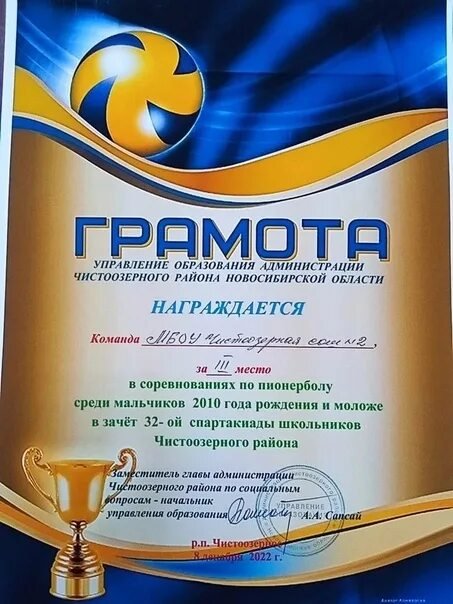 ГРАМОТА
УПРАВЛЕНИЕ ОБРАЗОВАНИЯ АДМИНИСТРАЦИИ
ЧИСТООЗЕРНОГО РАЙОНА НОВОСИБИРСКОЙ ОБЛАСТИ
НАГРАЖДАЕТСЯ
Команда МБОУ Чистоозерная сош №2,
за III место
в соревнованиях по пионерболу
среди мальчиков 2010 года рождения и моложе
в зачёт 32- ой спартакиады школьников
Чистоозерного района
Заместитель главы администрации
Чистоозерного района по социальным
вопросам - начальник
управления образования А.А. Сапсай
УПРАВЛЕНИЕ
р.п. Чистоозерное
8 декабря 2022 г.